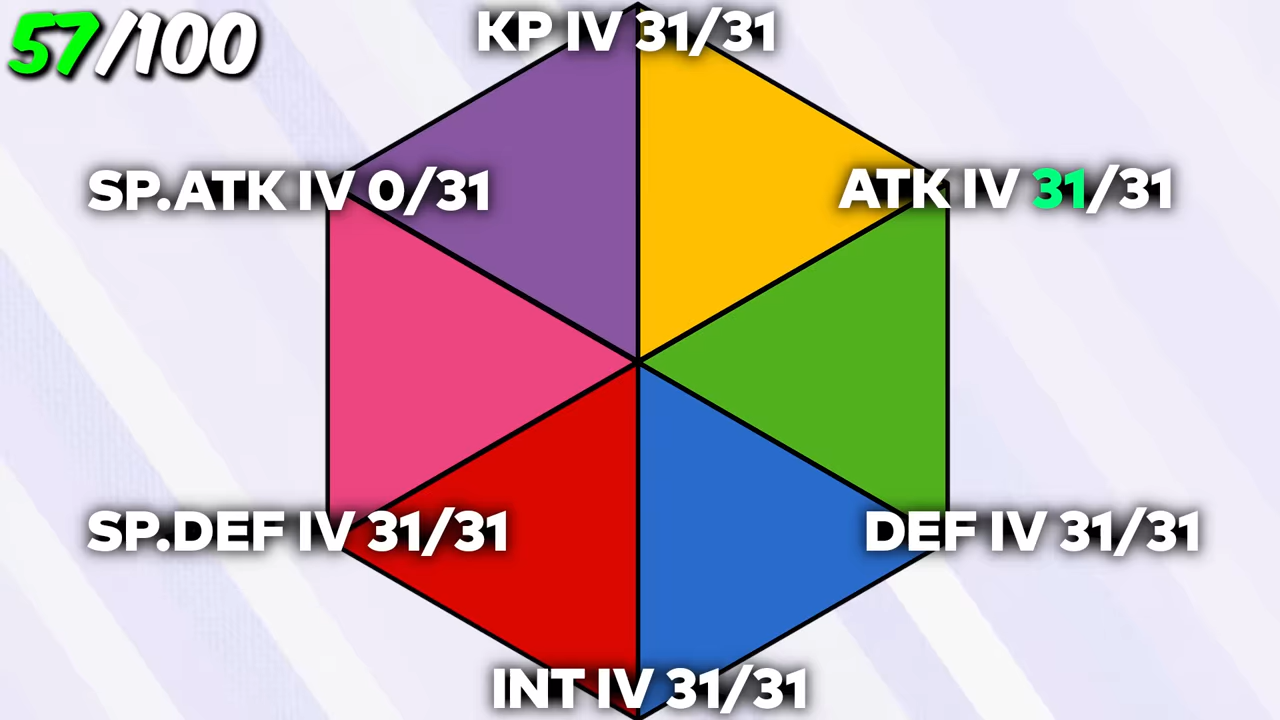 57/100
KP IV 31/31
SP.ATK IV 0/31
ATK IV 31/31
SP.DEF IV 31/31
DEF IV 31/31
INT IV 31/31